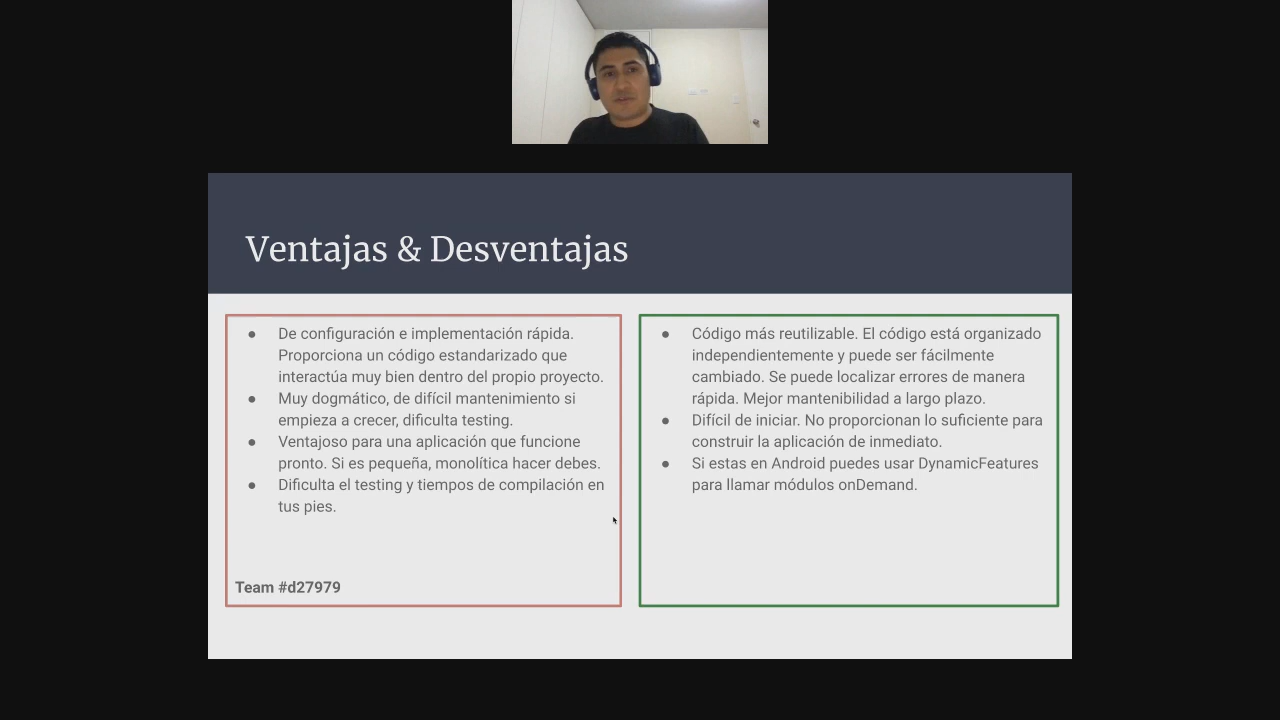 Ventajas & Desventajas
● De configuración e implementación rápida.
Proporciona un código estandarizado que
interactúa muy bien dentro del propio proyecto.
● Muy dogmático, de difícil mantenimiento si
empieza a crecer, dificulta testing.
● Ventajoso para una aplicación que funcione
pronto. Si es pequeña, monolítica hacer debes.
● Dificulta el testing y tiempos de compilación en
tus pies.
Team #d27979
● Código más reutilizable. El código está organizado
independientemente y puede ser fácilmente
cambiado. Se puede localizar errores de manera
rápida. Mejor mantenibilidad a largo plazo.
● Difícil de iniciar. No proporcionan lo suficiente para
construir la aplicación de inmediato.
● Si estas en Android puedes usar DynamicFeatures
para llamar módulos onDemand.